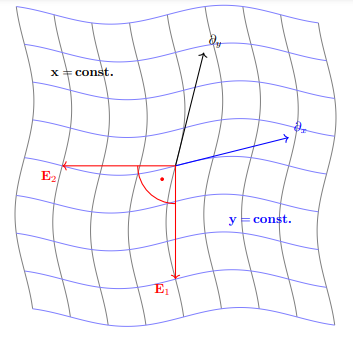 ∂_y
x = const.
∂_x
E_2
y = const.
E_1